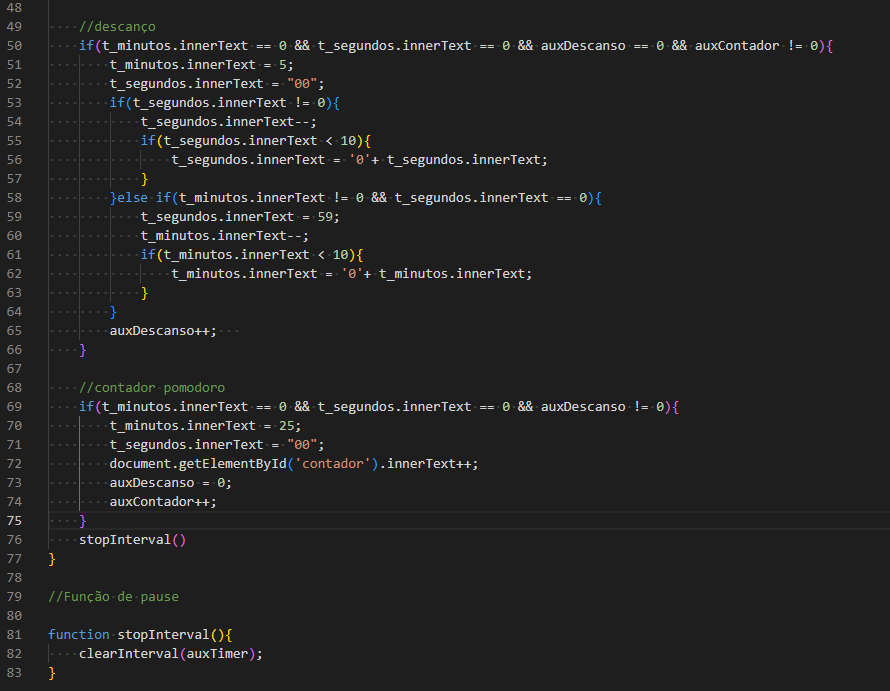 48
49 //descanço
50 if(t_minutos.innerText == 0 && t_segundos.innerText == 0 && auxDescanso == 0 && auxContador != 0){
51 t_minutos.innerText = 5;
52 t_segundos.innerText = "00";
53 if(t_segundos.innerText != 0){
54 t_segundos.innerText--;
55 if(t_segundos.innerText < 10){
56 t_segundos.innerText = '0'+ t_segundos.innerText;
57 }
58 }else if(t_minutos.innerText != 0 && t_segundos.innerText == 0){
59 t_segundos.innerText = 59;
60 t_minutos.innerText--;
61 if(t_minutos.innerText < 10){
62 t_minutos.innerText = '0'+ t_minutos.innerText;
63 }
64 }
65 auxDescanso++;
66 }
67
68 //contador pomodoro
69 if(t_minutos.innerText == 0 && t_segundos.innerText == 0 && auxDescanso != 0){
70 t_minutos.innerText = 25;
71 t_segundos.innerText = "00";
72 document.getElementById('contador').innerText++;
73 auxDescanso = 0;
74 auxContador++;
75 }
76 stopInterval()
77 }
78
79 //Função de pause
80
81 function stopInterval(){
82 clearInterval(auxTimer);
83 }